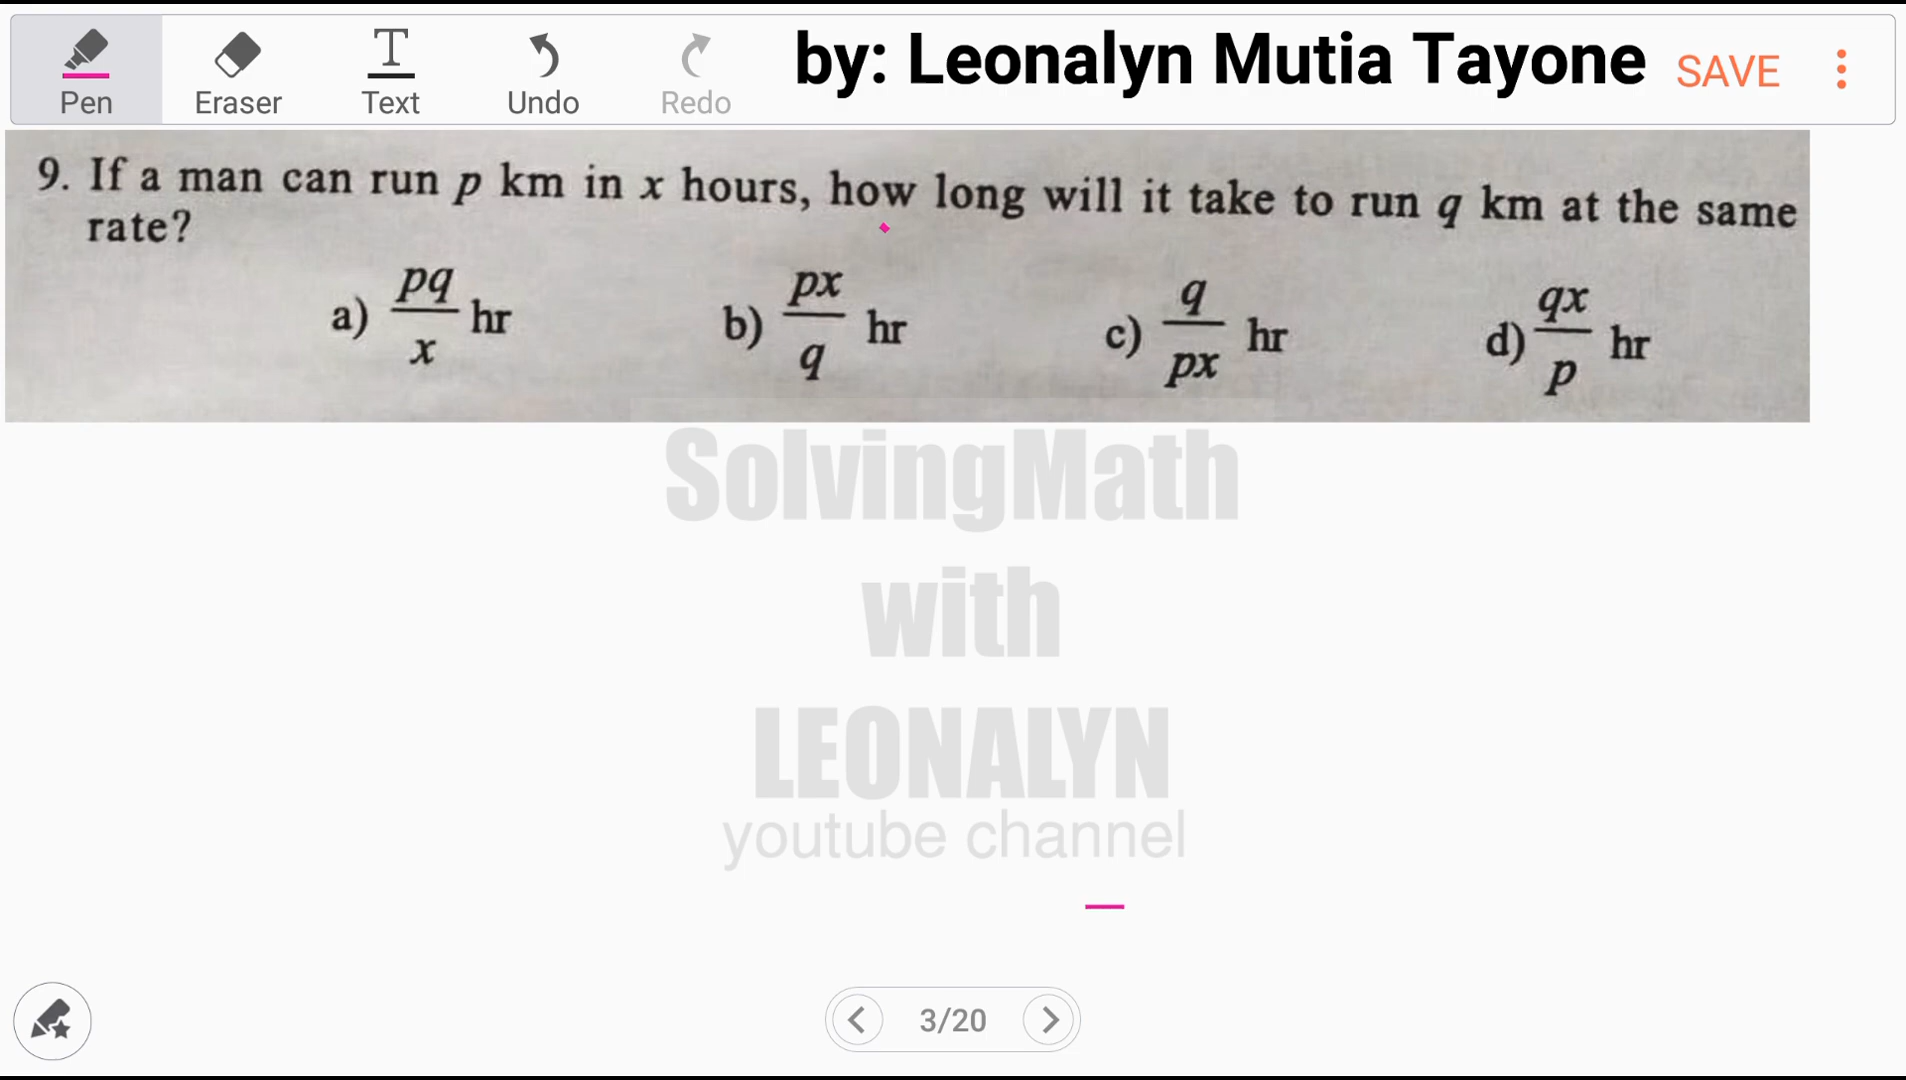 Pen Eraser Text Undo Redo by: Leonalyn Mutia Tayone SAVE
9. If a man can run p km in x hours, how long will it take to run q km at the same
rate?
a) pq/x hr b) px/q hr c) q/px hr d) qx/p hr
SolvingMath
with
LEONALYN
youtube channel
3/20